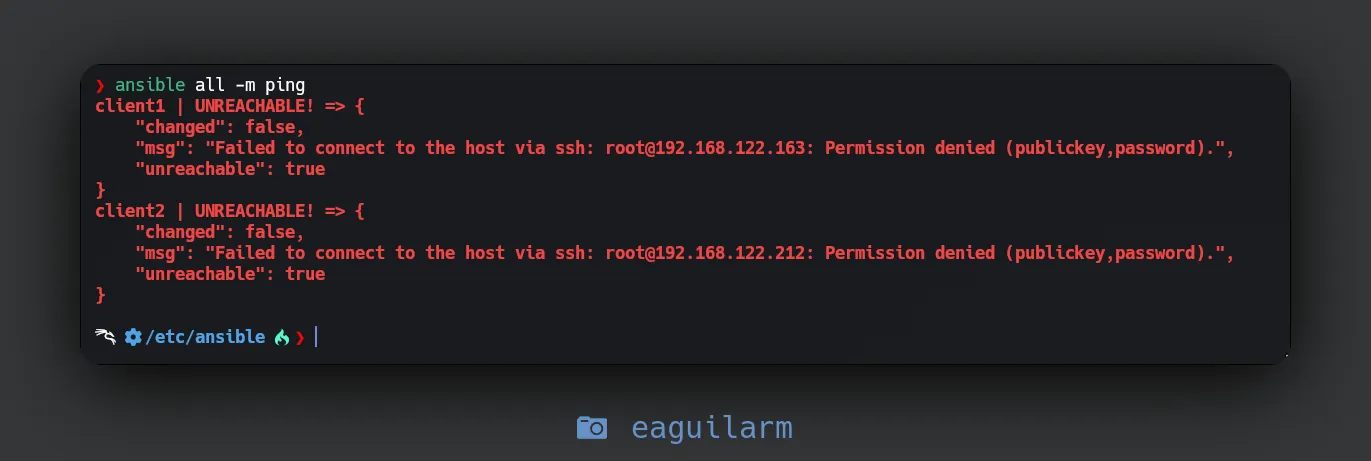 ❯ ansible all -m ping
client1 | UNREACHABLE! => {
    "changed": false,
    "msg": "Failed to connect to the host via ssh: root@192.168.122.163: Permission denied (publickey,password).",
    "unreachable": true
}
client2 | UNREACHABLE! => {
    "changed": false,
    "msg": "Failed to connect to the host via ssh: root@192.168.122.212: Permission denied (publickey,password).",
    "unreachable": true
}
/etc/ansible ❯
eaguilarm